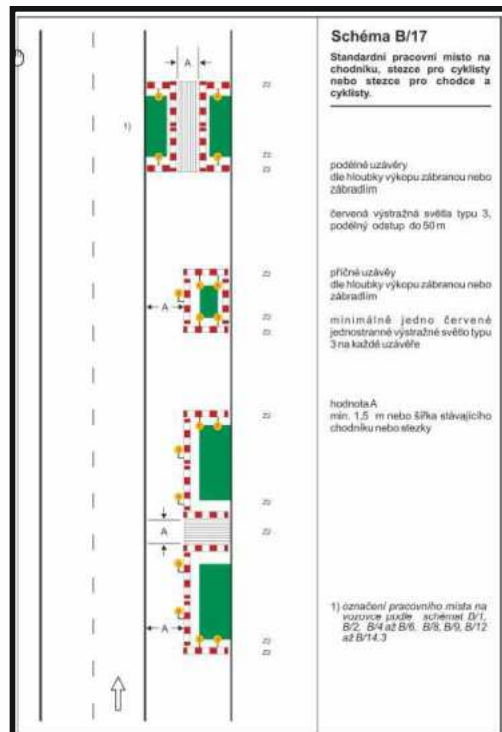 Schéma B/17
Standardní pracovní místo na
chodníku, stezce pro cyklisty
nebo stezce pro chodce a
cyklisty.
A
Z2
1)
Z2
Z2
podélné uzávěry
dle hloubky výkopu zábranou nebo
zábradlím
červená výstražná světla typu 3,
podélný odstup do 50 m
Z2
příčné uzávěy
dle hloubky výkopu zábranou nebo
zábradlím
A
Z2
Z2
minimálně jedno červené
jednostranné výstražné světlo typu
3 na každé uzávěře
hodnota A
min. 1,5 m nebo šířka stávajícího
chodníku nebo stezky
Z2
Z2
A
Z2
1) označení pracovního místa na
vozovce podle schémat B/1,
B/2, B/4 až B/6, B/8, B/9, B/12
až B/14.3
A
Z2
Z2